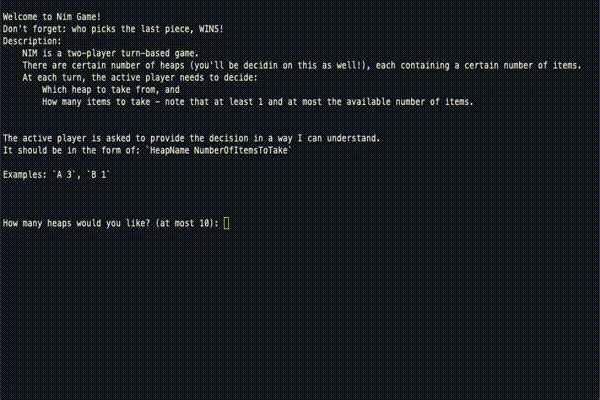 Welcome to Nim Game!
Don't forget: who picks the last piece, WINS!
Description:
NIM is a two-player turn-based game.
There are certain number of heaps (you'll be decidin on this as well!), each containing a certain number of items.
At each turn, the active player needs to decide:
Which heap to take from, and
How many items to take - note that at least 1 and at most the available number of items.
The active player is asked to provide the decision in a way I can understand.
It should be in the form of: `HeapName NumberOfItemsToTake`
Examples: `A 3`, `B 1`
How many heaps would you like? (at most 10):